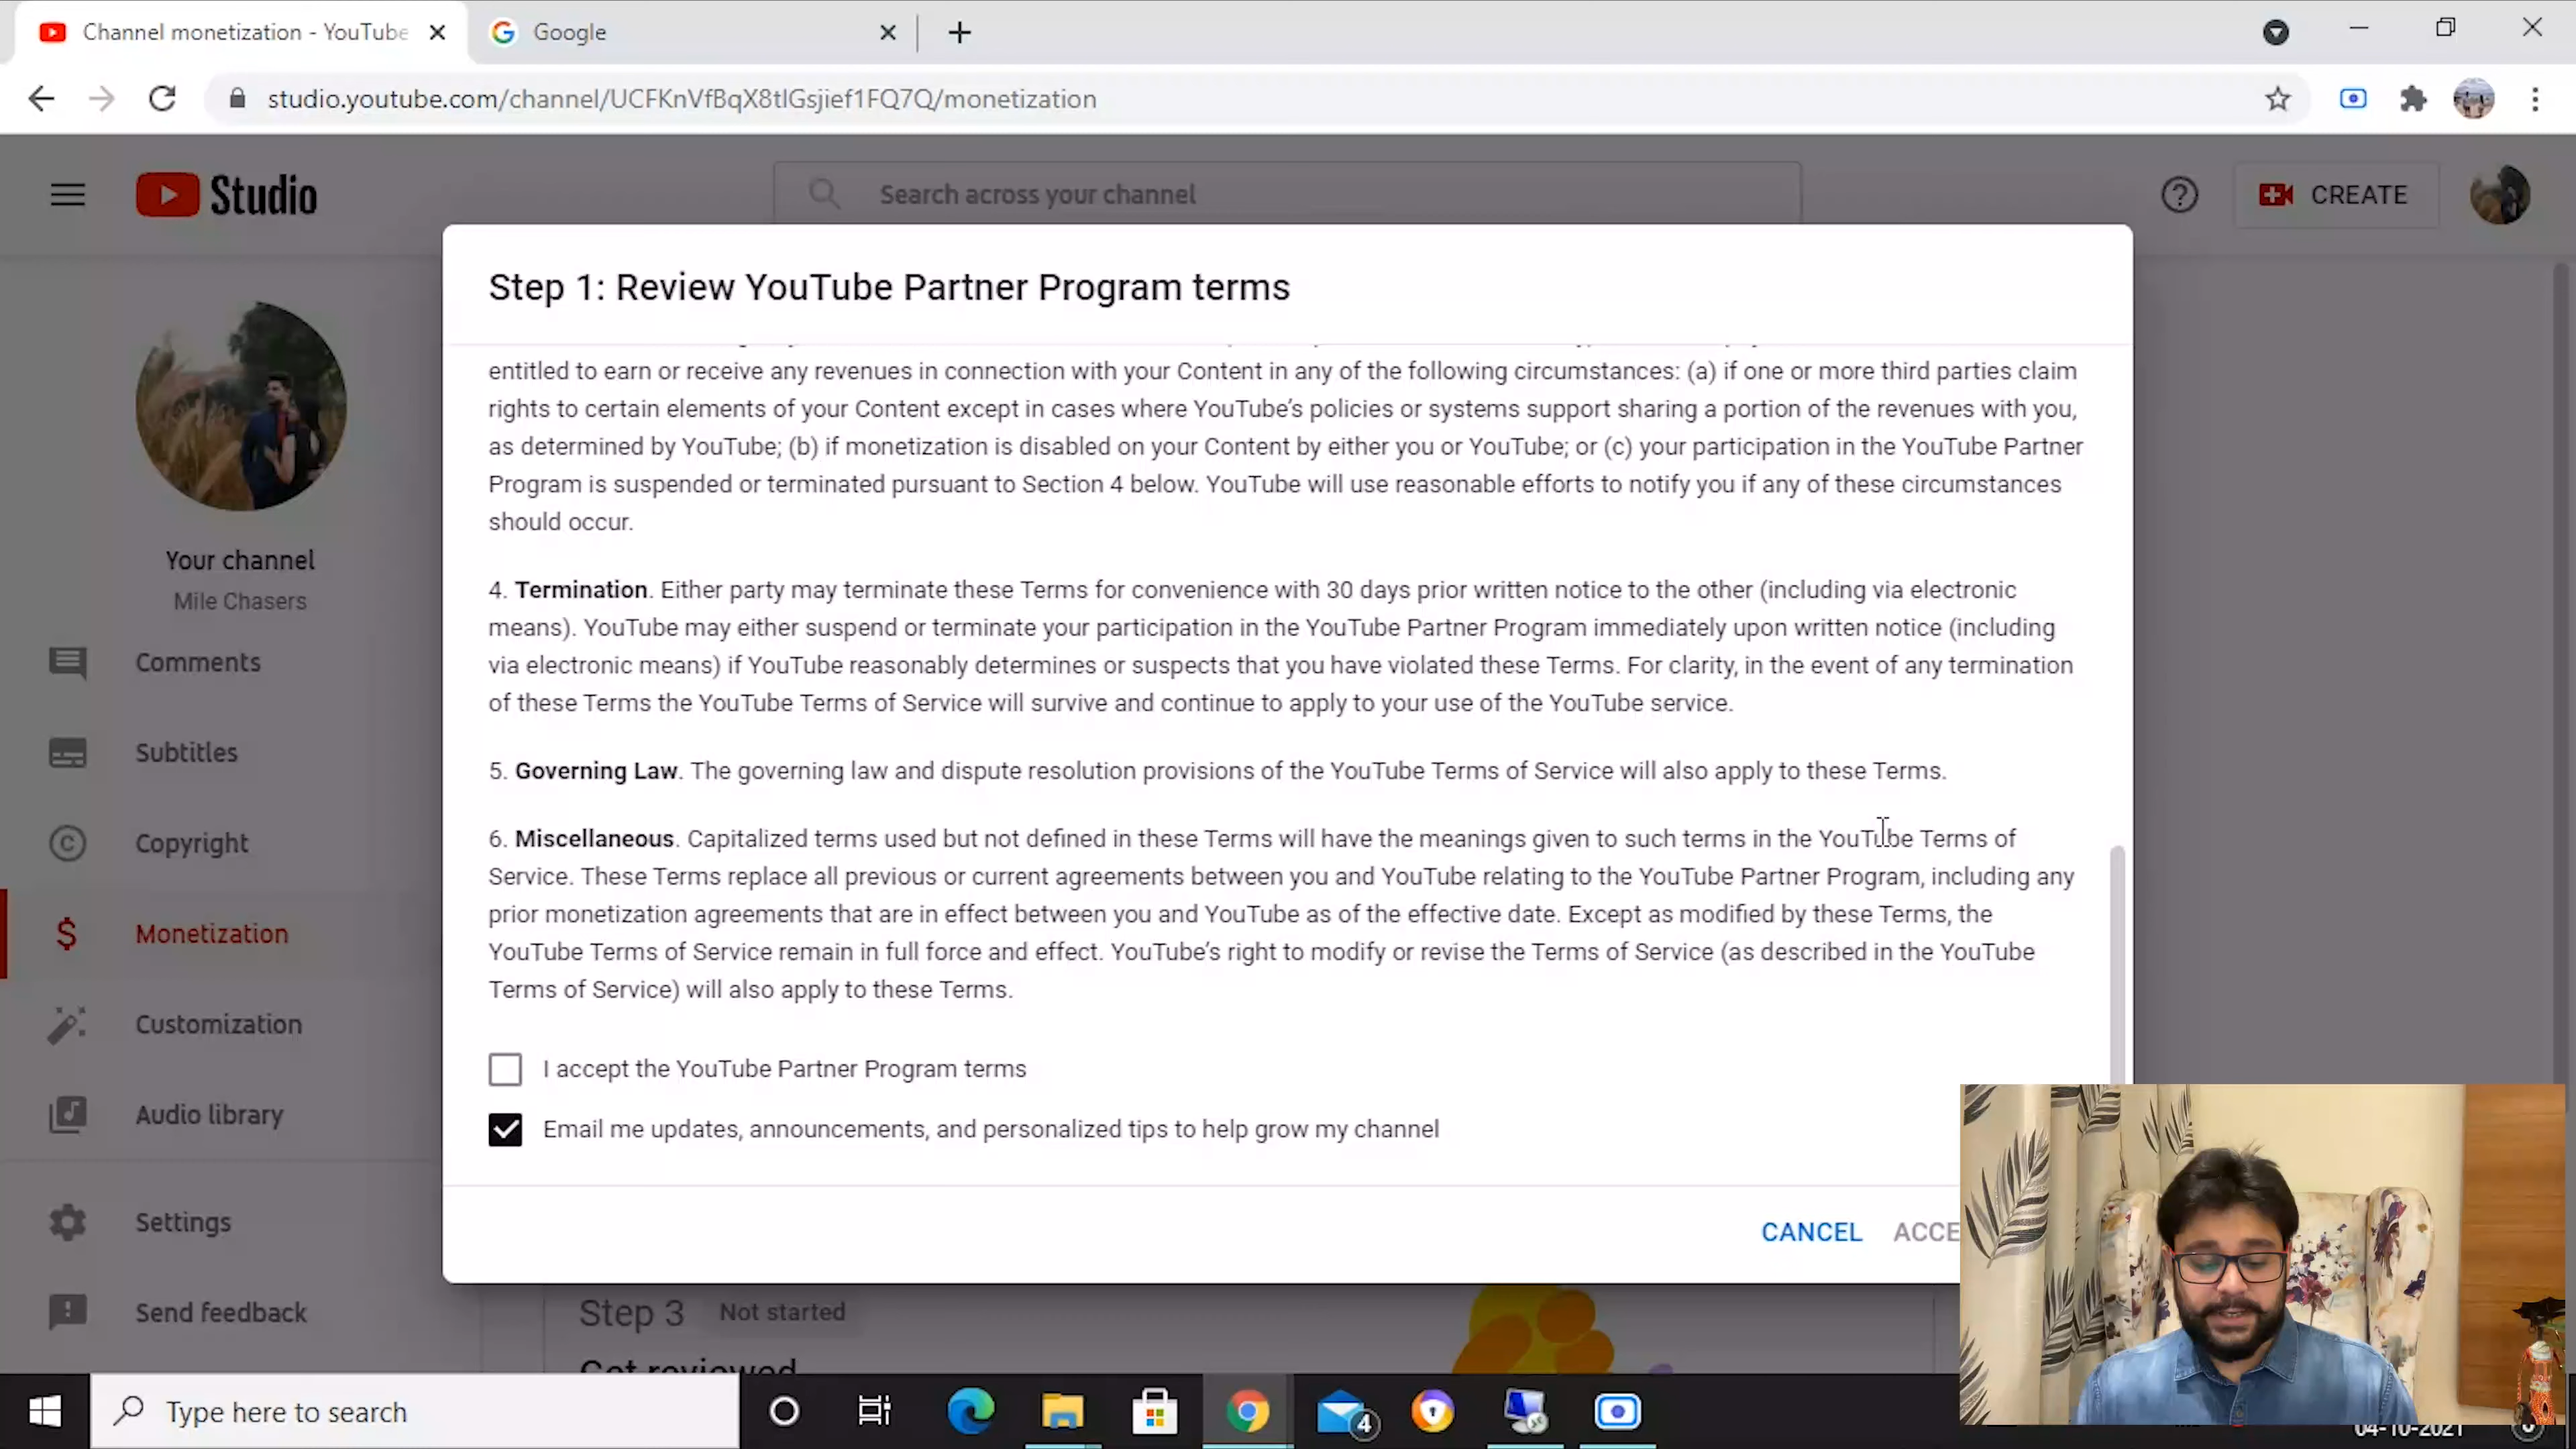 Channel monetization - YouTube
Google
studio.youtube.com/channel/UCFKnVfBqX8tlGsjief1FQ7Q/monetization
Studio
Search across your channel
CREATE
Step 1: Review YouTube Partner Program terms
entitled to earn or receive any revenues in connection with your Content in any of the following circumstances: (a) if one or more third parties claim
rights to certain elements of your Content except in cases where YouTube's policies or systems support sharing a portion of the revenues with you,
as determined by YouTube; (b) if monetization is disabled on your Content by either you or YouTube; or (c) your participation in the YouTube Partner
Program is suspended or terminated pursuant to Section 4 below. YouTube will use reasonable efforts to notify you if any of these circumstances
should occur.
4. Termination. Either party may terminate these Terms for convenience with 30 days prior written notice to the other (including via electronic
means). YouTube may either suspend or terminate your participation in the YouTube Partner Program immediately upon written notice (including
via electronic means) if YouTube reasonably determines or suspects that you have violated these Terms. For clarity, in the event of any termination
of these Terms the YouTube Terms of Service will survive and continue to apply to your use of the YouTube service.
5. Governing Law. The governing law and dispute resolution provisions of the YouTube Terms of Service will also apply to these Terms.
6. Miscellaneous. Capitalized terms used but not defined in these Terms will have the meanings given to such terms in the YouTube Terms of
Service. These Terms replace all previous or current agreements between you and YouTube relating to the YouTube Partner Program, including any
prior monetization agreements that are in effect between you and YouTube as of the effective date. Except as modified by these Terms, the
YouTube Terms of Service remain in full force and effect. YouTube's right to modify or revise the Terms of Service (as described in the YouTube
Terms of Service) will also apply to these Terms.
I accept the YouTube Partner Program terms
Email me updates, announcements, and personalized tips to help grow my channel
CANCEL ACCE
Your channel
Mile Chasers
Comments
Subtitles
Copyright
Monetization
Customization
Audio library
Settings
Send feedback
Step 3 Not started
Get reviewed
Type here to search
4
04-10-2021